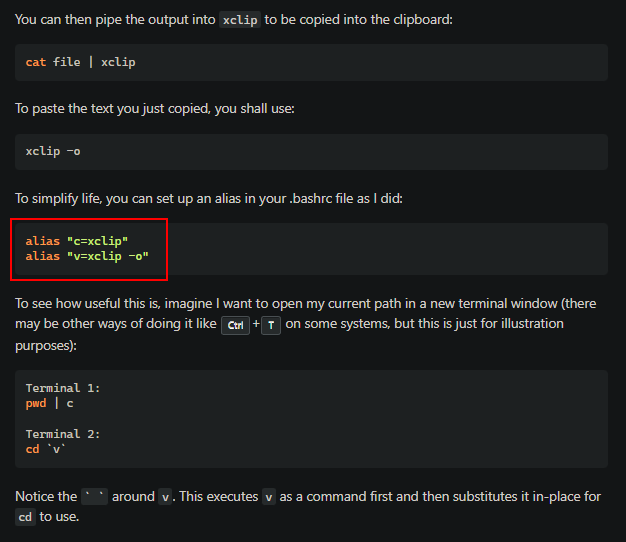 You can then pipe the output into xclip to be copied into the clipboard:
cat file | xclip
To paste the text you just copied, you shall use:
xclip -o
To simplify life, you can set up an alias in your .bashrc file as I did:
alias "c=xclip"
alias "v=xclip -o"
To see how useful this is, imagine I want to open my current path in a new terminal window (there
may be other ways of doing it like Ctrl + T on some systems, but this is just for illustration
purposes):
Terminal 1:
pwd | c
Terminal 2:
cd `v`
Notice the ` ` around v. This executes v as a command first and then substitutes it in-place for
cd to use.